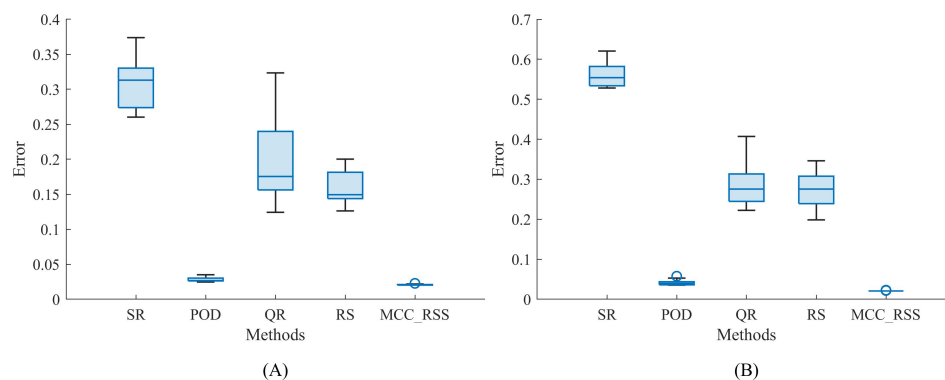 0.4
0.35
0.3
0.25
0.2
0.15
0.1
0.05
0
Error
SR POD QR RS MCC_RSS
Methods
(A)
0.7
0.6
0.5
0.4
0.3
0.2
0.1
0
Error
SR POD QR RS MCC_RSS
Methods
(B)